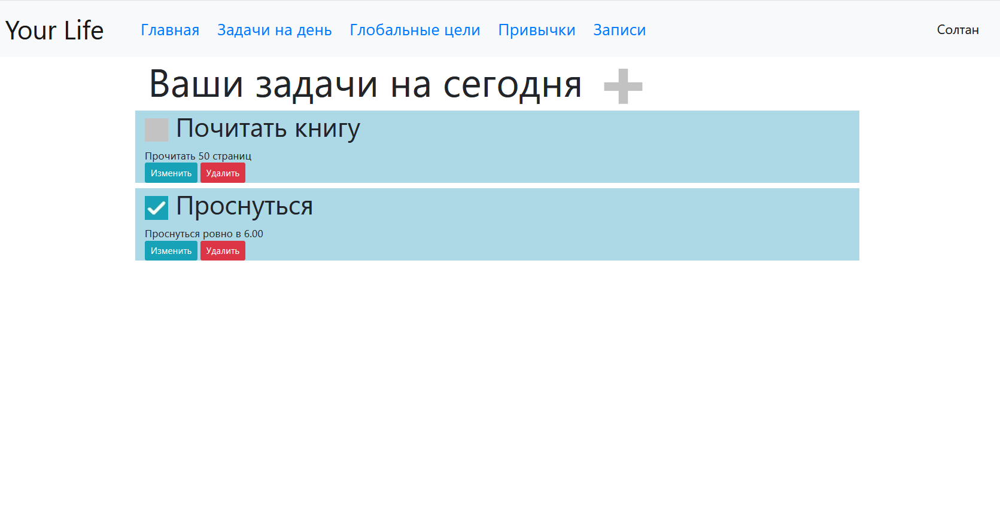 Your Life
Главная Задачи на день Глобальные цели Привычки Записи
Солтан
Ваши задачи на сегодня
Почитать книгу
Прочитать 50 страниц
Изменить Удалить
Проснуться
Проснуться ровно в 6.00
Изменить Удалить